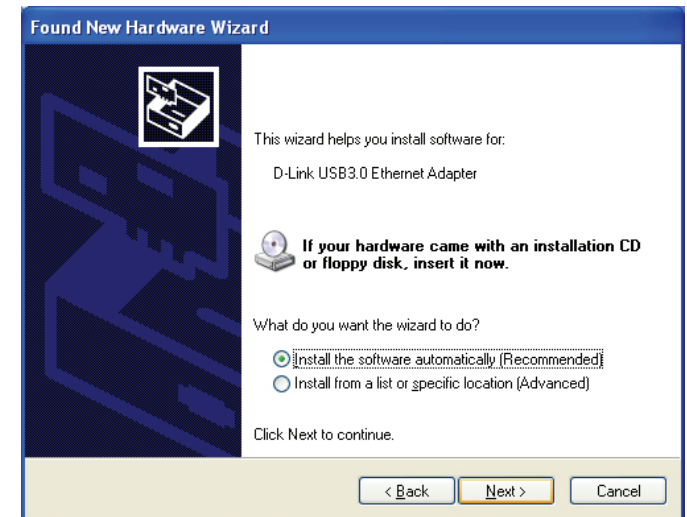 Found New Hardware Wizard
This wizard helps you install software for:
D-Link USB3.0 Ethernet Adapter
If your hardware came with an installation CD
or floppy disk, insert it now.
What do you want the wizard to do?
Install the software automatically (Recommended)
Install from a list or specific location (Advanced)
Click Next to continue.
< Back Next > Cancel